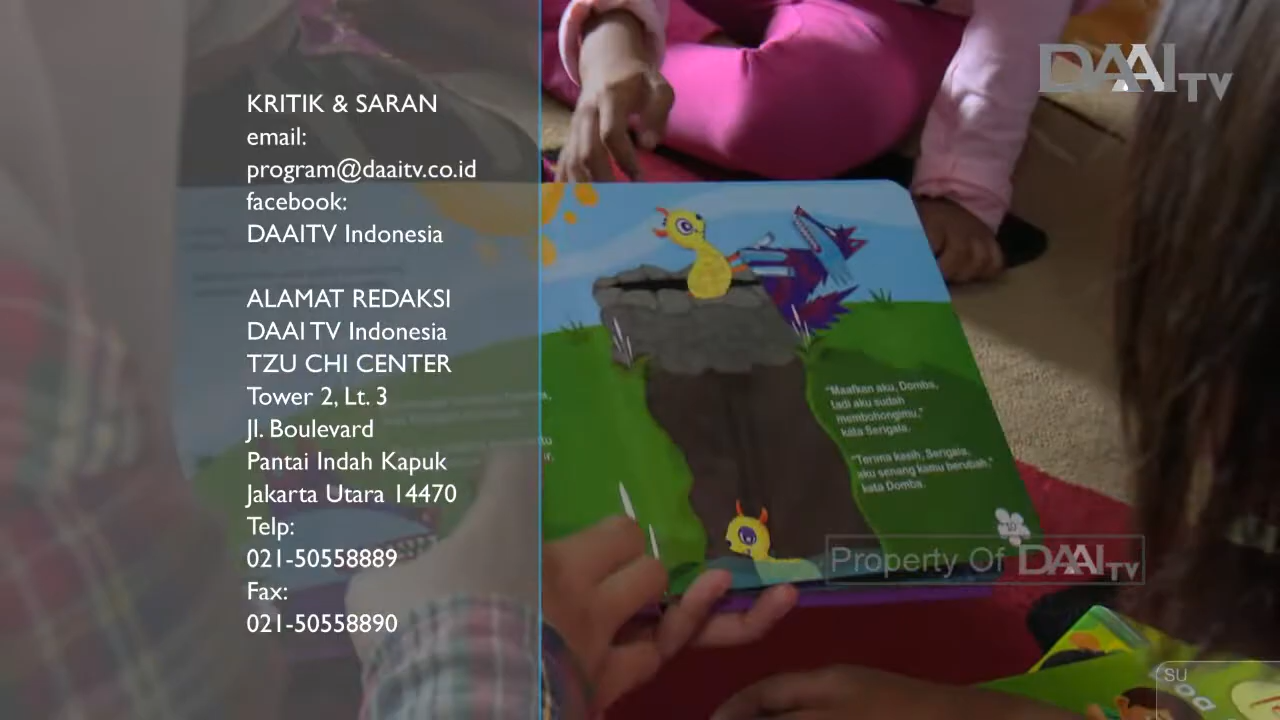 KRITIK & SARAN
email:
program@daaitv.co.id
facebook:
DAAITV Indonesia
ALAMAT REDAKSI
DAAI TV Indonesia
TZU CHI CENTER
Tower 2, Lt. 3
Jl. Boulevard
Pantai Indah Kapuk
Jakarta Utara 14470
Telp:
021-50558889
Fax:
021-50558890
DAAI TV
"Maafkan aku, Domba,
tadi aku sudah
membohongimu,"
kata Serigala.
"Terima kasih, Serigala,
aku senang kamu berubah,"
kata Domba.
10
Property Of DAAI TV
SU